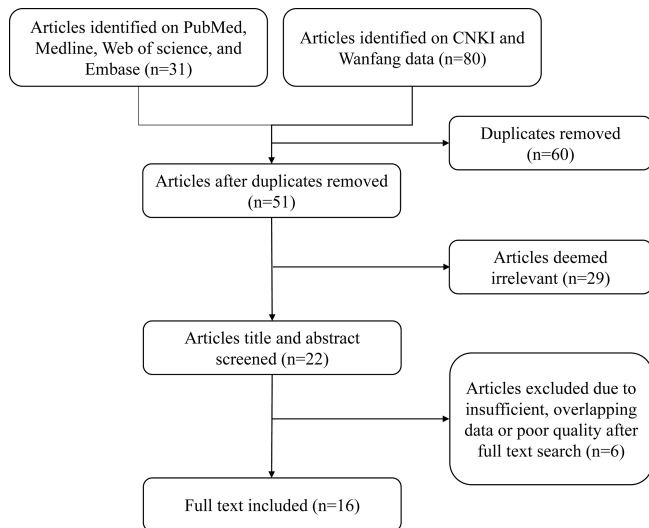 Articles identified on PubMed,
Medline, Web of science, and
Embase (n=31)
Articles identified on CNKI and
Wanfang data (n=80)
Duplicates removed
(n=60)
Articles after duplicates removed
(n=51)
Articles deemed
irrelevant (n=29)
Articles title and abstract
screened (n=22)
Articles excluded due to
insufficient, overlapping
data or poor quality after
full text search (n=6)
Full text included (n=16)